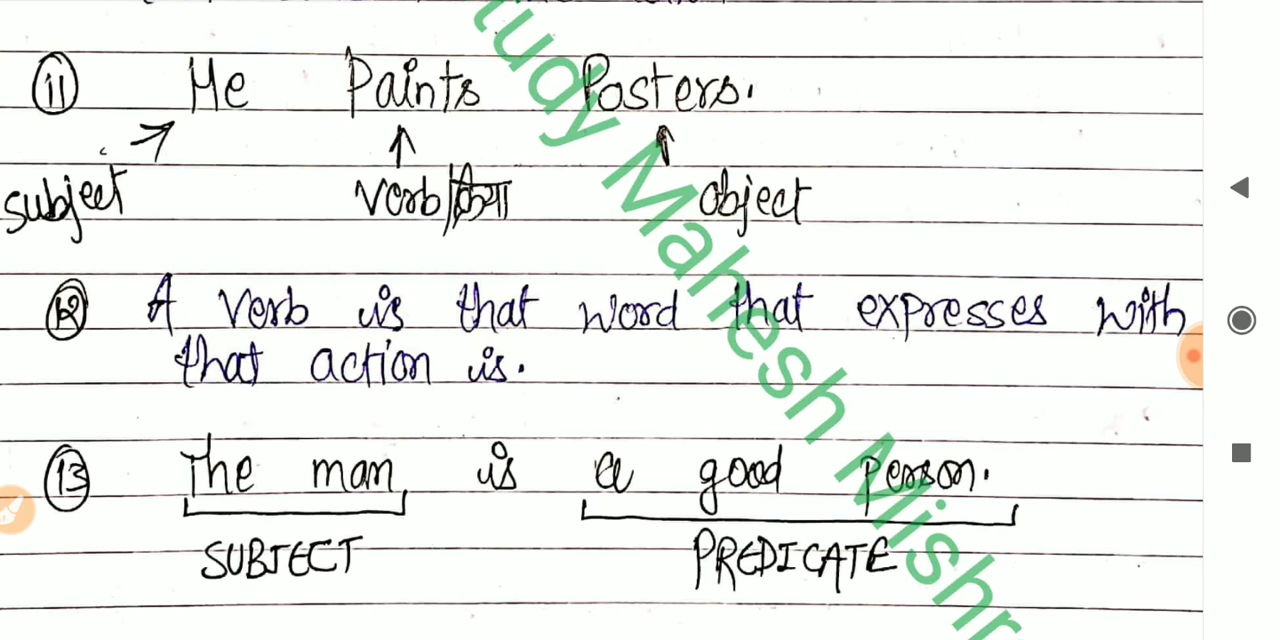 11 He Paints Posters.
subject verb/क्रिया object
12 A verb is that word that expresses with
that action is.
13 The man is a good person.
SUBJECT PREDICATE
tudy Mahesh Mishr